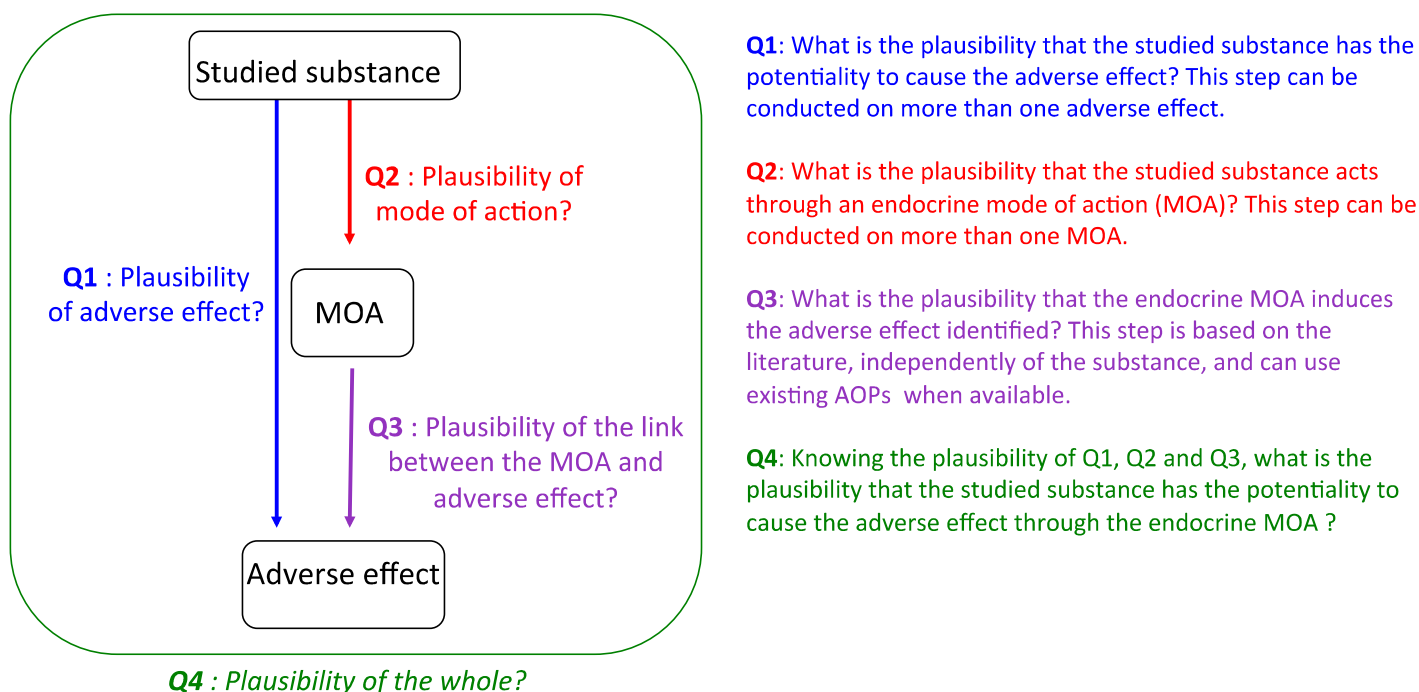 Studied substance
Q2 : Plausibility of
mode of action?
Q1 : Plausibility
of adverse effect?
MOA
Q3 : Plausibility of the link
between the MOA and
adverse effect?
Adverse effect
Q4 : Plausibility of the whole?
Q1: What is the plausibility that the studied substance has the
potentiality to cause the adverse effect? This step can be
conducted on more than one adverse effect.
Q2: What is the plausibility that the studied substance acts
through an endocrine mode of action (MOA)? This step can be
conducted on more than one MOA.
Q3: What is the plausibility that the endocrine MOA induces
the adverse effect identified? This step is based on the
literature, independently of the substance, and can use
existing AOPs  when available.
Q4: Knowing the plausibility of Q1, Q2 and Q3, what is the
plausibility that the studied substance has the potentiality to
cause the adverse effect through the endocrine MOA ?